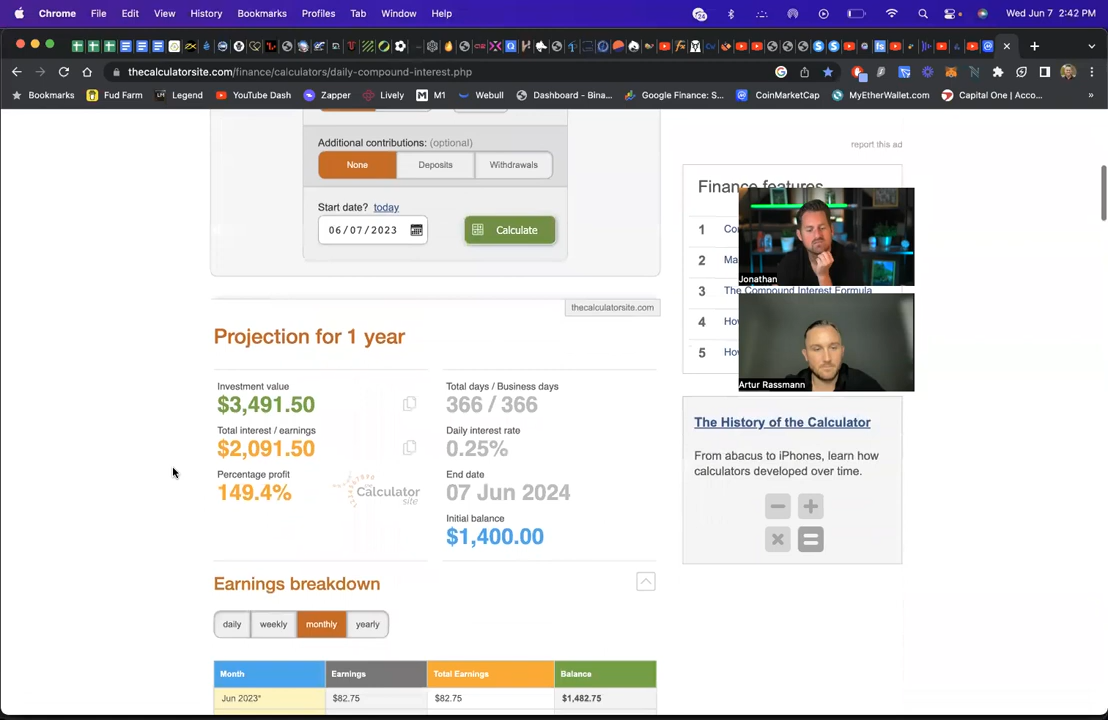 Chrome File Edit View History Bookmarks Profiles Tab Window Help Wed Jun 7 2:42 PM
thecalculatorsite.com/finance/calculators/daily-compound-interest.php
Bookmarks Fud Farm Legend YouTube Dash Zapper Lively M1 Webull Dashboard - Bina... Google Finance: S... CoinMarketCap MyEtherWallet.com Capital One | Acco... »
report this ad
Additional contributions: (optional)
None Deposits Withdrawals
Start date? today
06/07/2023 Calculate
thecalculatorsite.com
Projection for 1 year
Investment value
$3,491.50
Total interest / earnings
$2,091.50
Percentage profit
149.4%
Calculator
site
Total days / Business days
366 / 366
Daily interest rate
0.25%
End date
07 Jun 2024
Initial balance
$1,400.00
Earnings breakdown
daily weekly monthly yearly
Month Earnings Total Earnings Balance
Jun 2023* $82.75 $82.75 $1,482.75
Finance features
1
2
3 The Compound Interest Formula
4
5
Jonathan
Artur Rassmann
The History of the Calculator
From abacus to iPhones, learn how
calculators developed over time.